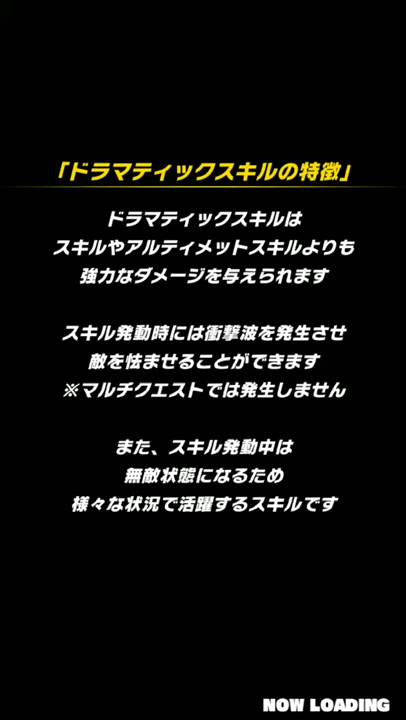 「ドラマティックスキルの特徴」
ドラマティックスキルは
スキルやアルティメットスキルよりも
強力なダメージを与えられます
スキル発動時には衝撃波を発生させ
敵を怯ませることができます
※マルチクエストでは発生しません
また、スキル発動中は
無敵状態になるため
様々な状況で活躍するスキルです
NOW LOADING